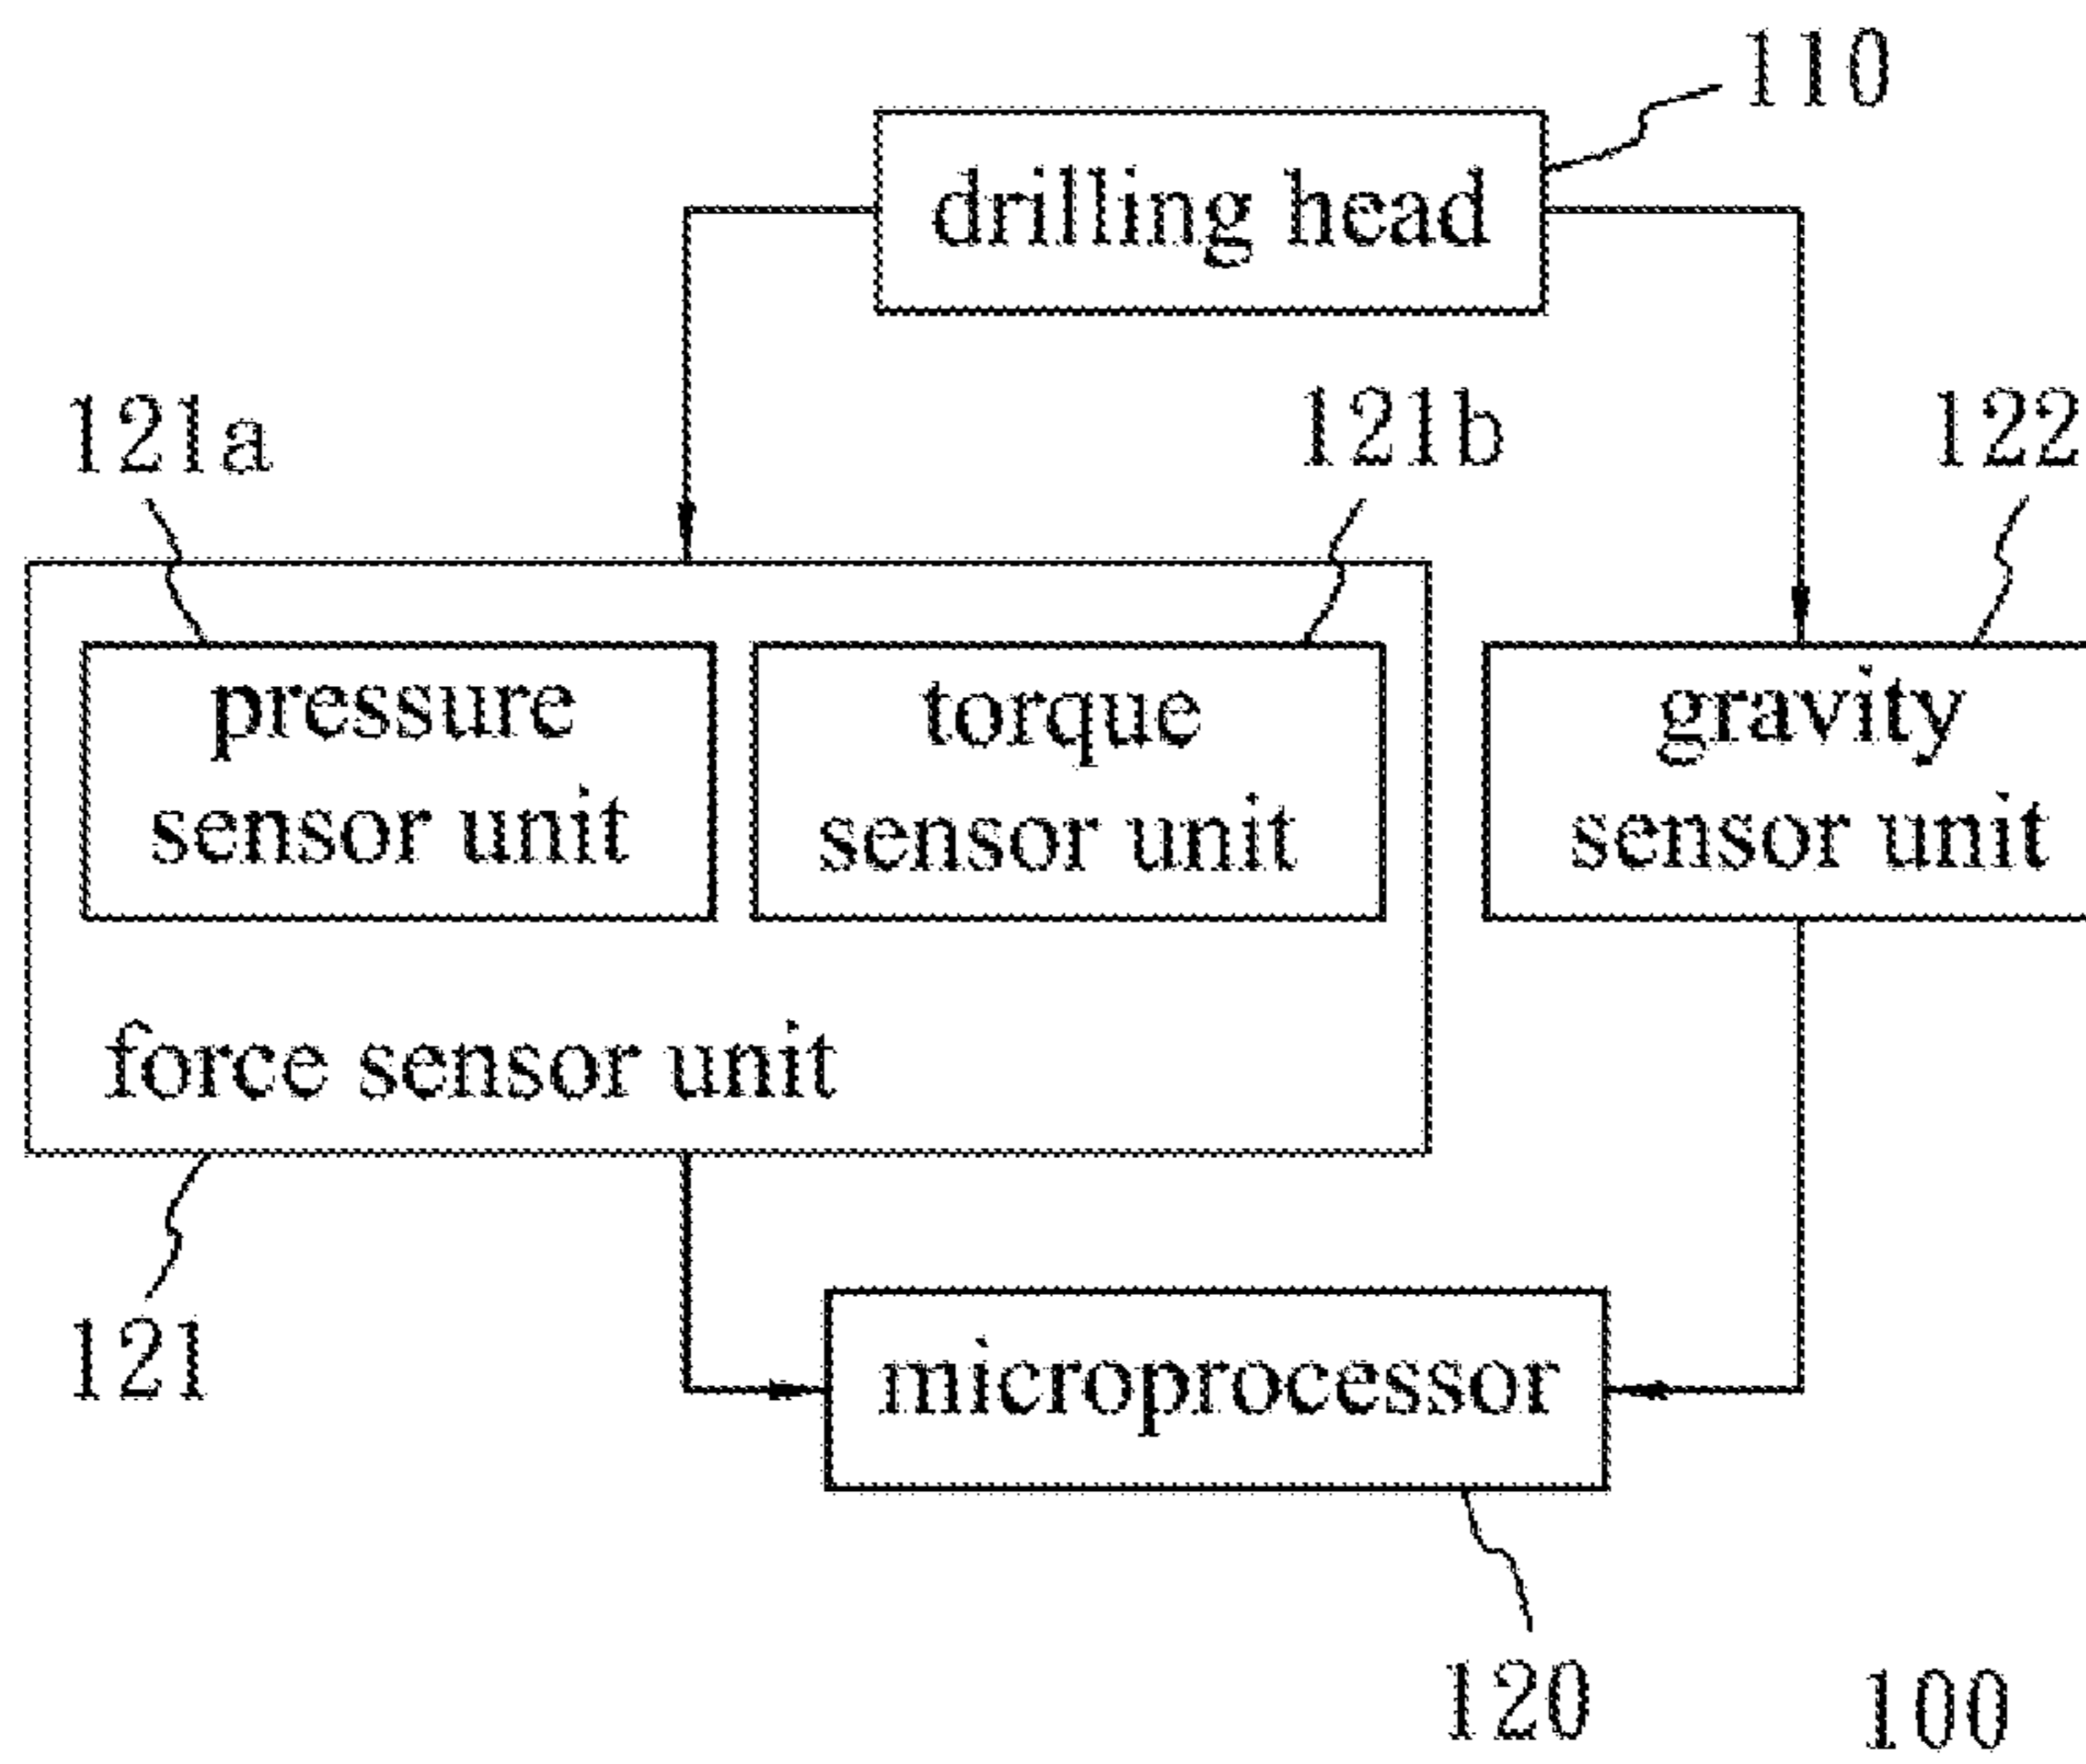 110
drilling head
121a
121b
122
pressure
sensor unit
torque
sensor unit
gravity
sensor unit
force sensor unit
121
microprocessor
120
100